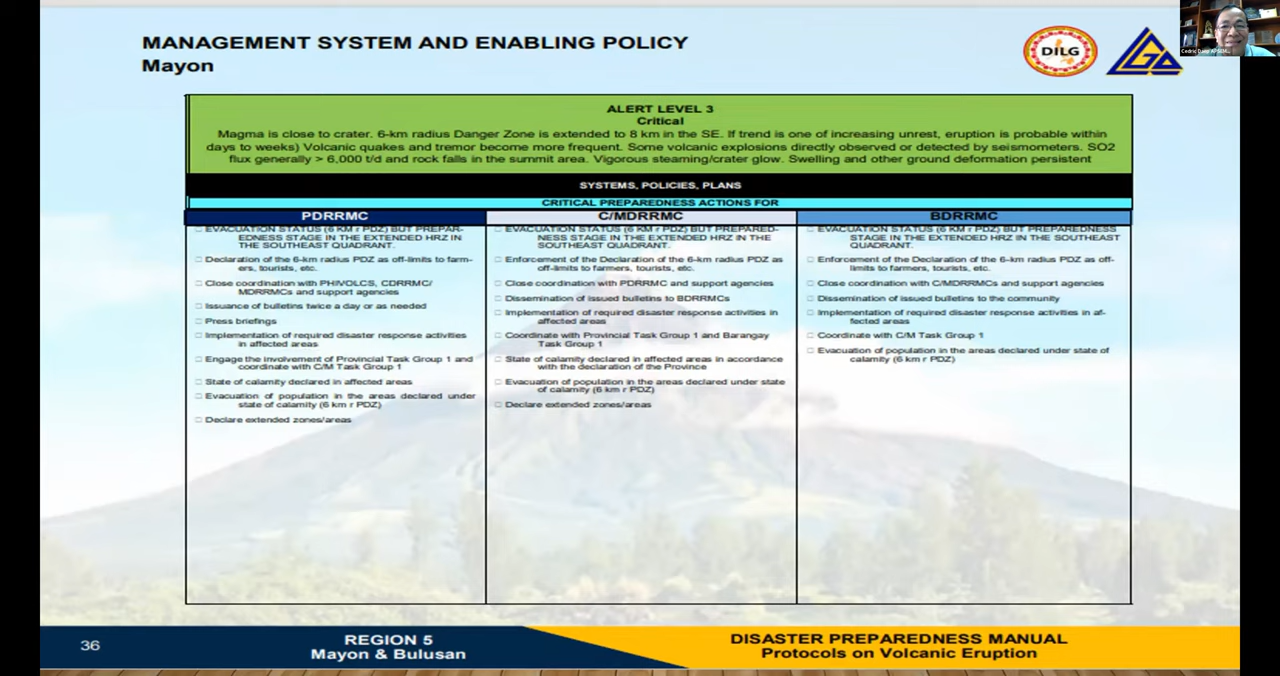 MANAGEMENT SYSTEM AND ENABLING POLICY
Mayon
DILG
ALERT LEVEL 3
Critical
Magma is close to crater. 6-km radius Danger Zone is extended to 8 km in the SE. If trend is one of increasing unrest, eruption is probable within
days to weeks) Volcanic quakes and tremor become more frequent. Some volcanic explosions directly observed or detected by seismometers. SO2
flux generally > 6,000 t/d and rock falls in the summit area. Vigorous steaming/crater glow. Swelling and other ground deformation persistent
SYSTEMS, POLICIES, PLANS
CRITICAL PREPAREDNESS ACTIONS FOR
PDRRMC
EVACUATION STATUS (6 KM r PDZ) BUT PREPAR-
EDNESS STAGE IN THE EXTENDED HRZ IN
THE SOUTHEAST QUADRANT.
Declaration of the 6-km radius PDZ as off-limits to farm-
ers, tourists, etc.
Close coordination with PHIVOLCS, CDRRMC/
MDRRMCs and support agencies
Issuance of bulletins twice a day or as needed
Press briefings
Implementation of required disaster response activities
in affected areas
Engage the involvement of Provincial Task Group 1 and
coordinate with C/M Task Group 1
State of calamity declared in affected areas
Evacuation of population in the areas declared under
state of calamity (6 km r PDZ)
Declare extended zones/areas
C/MDRRMC
EVACUATION STATUS (6 KM r PDZ) BUT PREPARED-
NESS STAGE IN THE EXTENDED HRZ IN THE
SOUTHEAST QUADRANT.
Enforcement of the Declaration of the 6-km radius PDZ as
off-limits to farmers, tourists, etc.
Close coordination with PDRRMC and support agencies
Dissemination of issued bulletins to BDRRMCs
Implementation of required disaster response activities in
affected areas
Coordinate with Provincial Task Group 1 and Barangay
Task Group 1
State of calamity declared in affected areas in accordance
with the declaration of the Province
Evacuation of population in the areas declared under state
of calamity (6 km r PDZ)
Declare extended zones/areas
BDRRMC
EVACUATION STATUS (6 KM r PDZ) BUT PREPAREDNESS
STAGE IN THE EXTENDED HRZ IN THE SOUTHEAST
QUADRANT.
Enforcement of the Declaration of the 6-km radius PDZ as off-
limits to farmers, tourists, etc.
Close coordination with C/MDRRMCs and support agencies
Dissemination of issued bulletins to the community
Implementation of required disaster response activities in af-
fected areas
Coordinate with C/M Task Group 1
Evacuation of population in the areas declared under state of
calamity (6 km r PDZ)
36
REGION 5
Mayon & Bulusan
DISASTER PREPAREDNESS MANUAL
Protocols on Volcanic Eruption